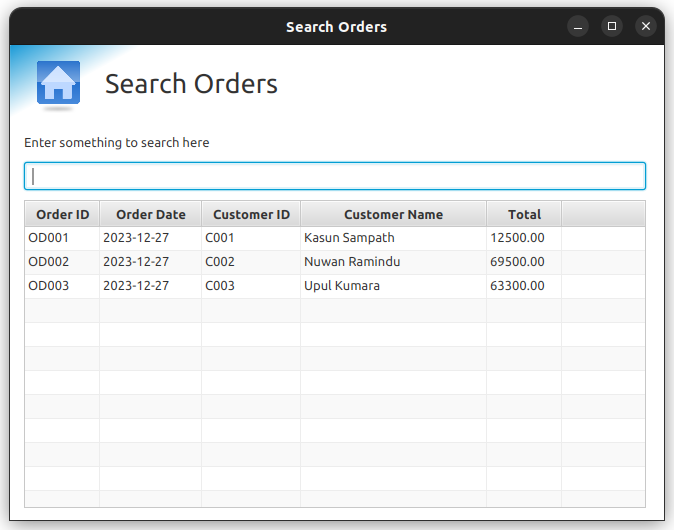 Search Orders
Search Orders
Enter something to search here
Order ID Order Date Customer ID Customer Name Total
OD001 2023-12-27 C001 Kasun Sampath 12500.00
OD002 2023-12-27 C002 Nuwan Ramindu 69500.00
OD003 2023-12-27 C003 Upul Kumara 63300.00